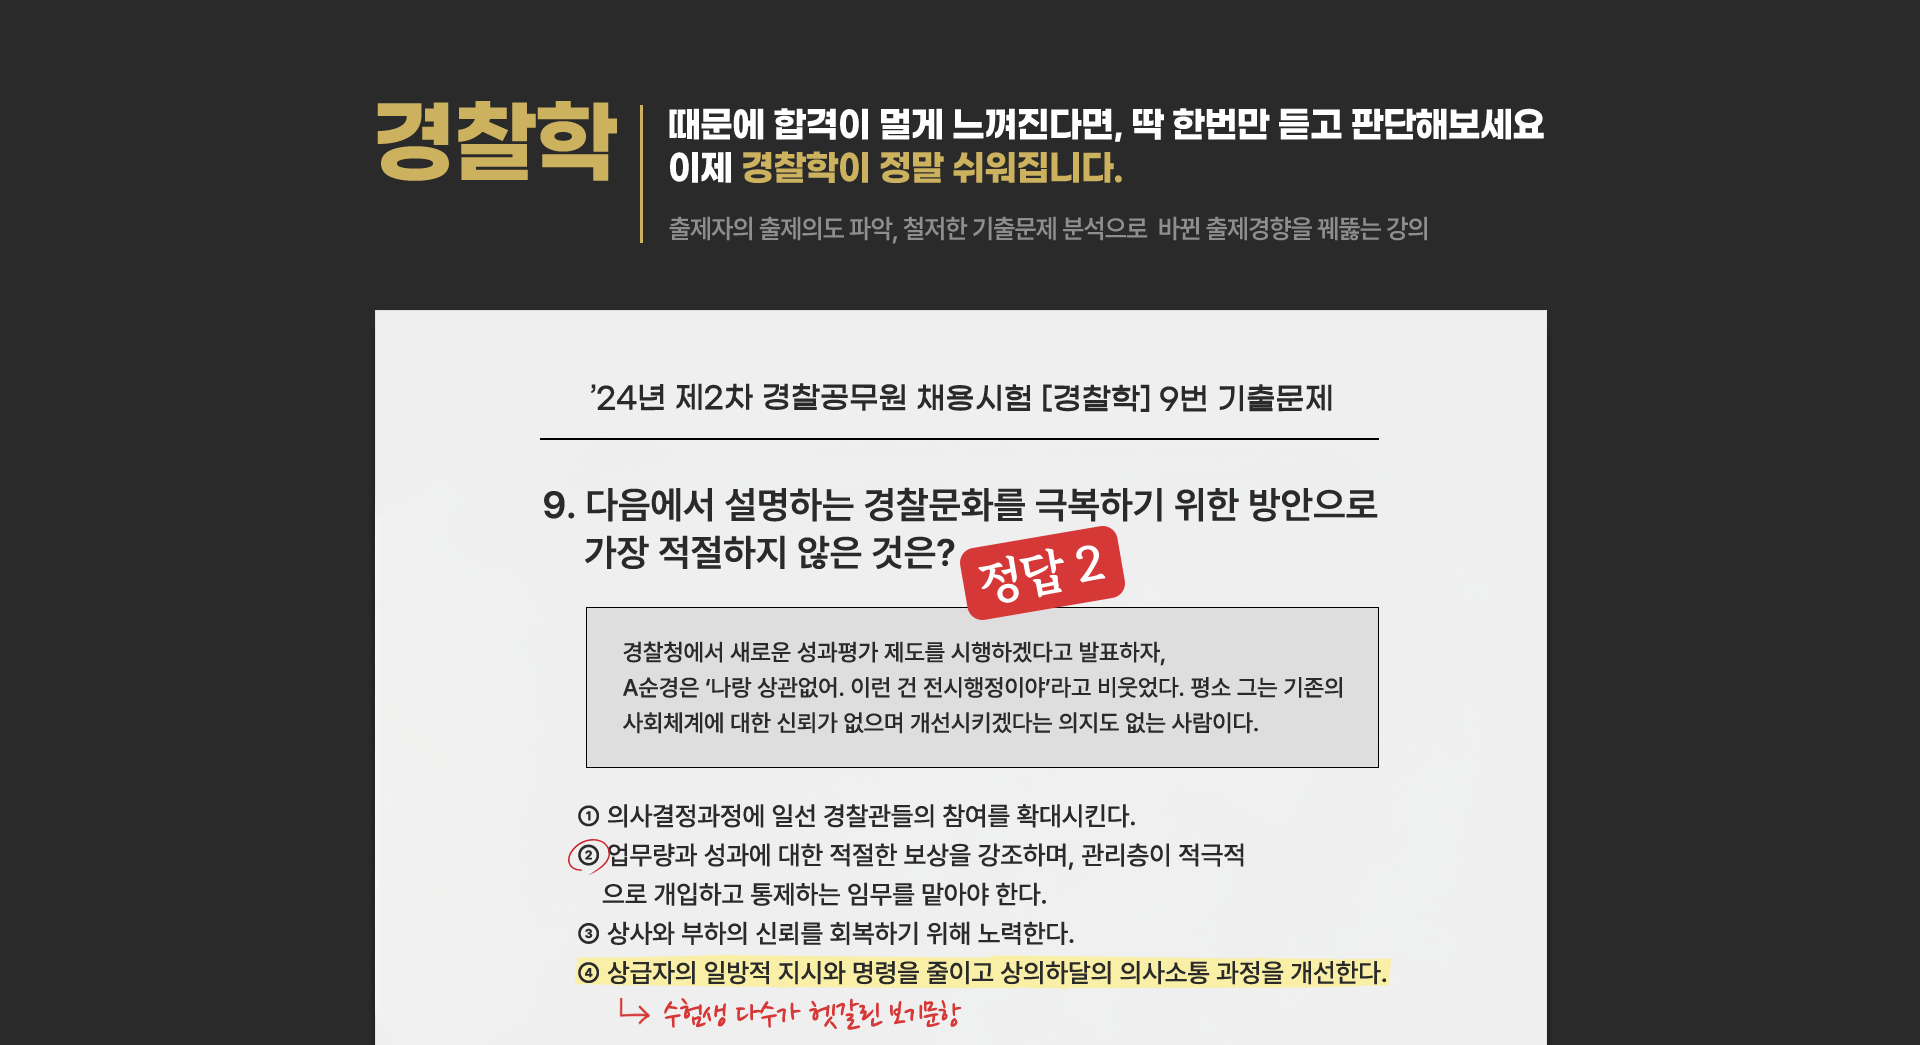 경찰학
때문에 합격이 멀게 느껴진다면, 딱 한번만 듣고 판단해보세요
이제 경찰학이 정말 쉬워집니다.
출제자의 출제의도 파악, 철저한 기출문제 분석으로 바뀐 출제경향을 꿰뚫는 강의
’24년 제2차 경찰공무원 채용시험 [경찰학] 9번 기출문제
9. 다음에서 설명하는 경찰문화를 극복하기 위한 방안으로
가장 적절하지 않은 것은?
정답 2
경찰청에서 새로운 성과평가 제도를 시행하겠다고 발표하자,
A순경은 ‘나랑 상관없어. 이런 건 전시행정이야’라고 비웃었다. 평소 그는 기존의
사회체계에 대한 신뢰가 없으며 개선시키겠다는 의지도 없는 사람이다.
① 의사결정과정에 일선 경찰관들의 참여를 확대시킨다.
② 업무량과 성과에 대한 적절한 보상을 강조하며, 관리층이 적극적
으로 개입하고 통제하는 임무를 맡아야 한다.
③ 상사와 부하의 신뢰를 회복하기 위해 노력한다.
④ 상급자의 일방적 지시와 명령을 줄이고 상의하달의 의사소통 과정을 개선한다.
수험생 다수가 헷갈린 보기문항